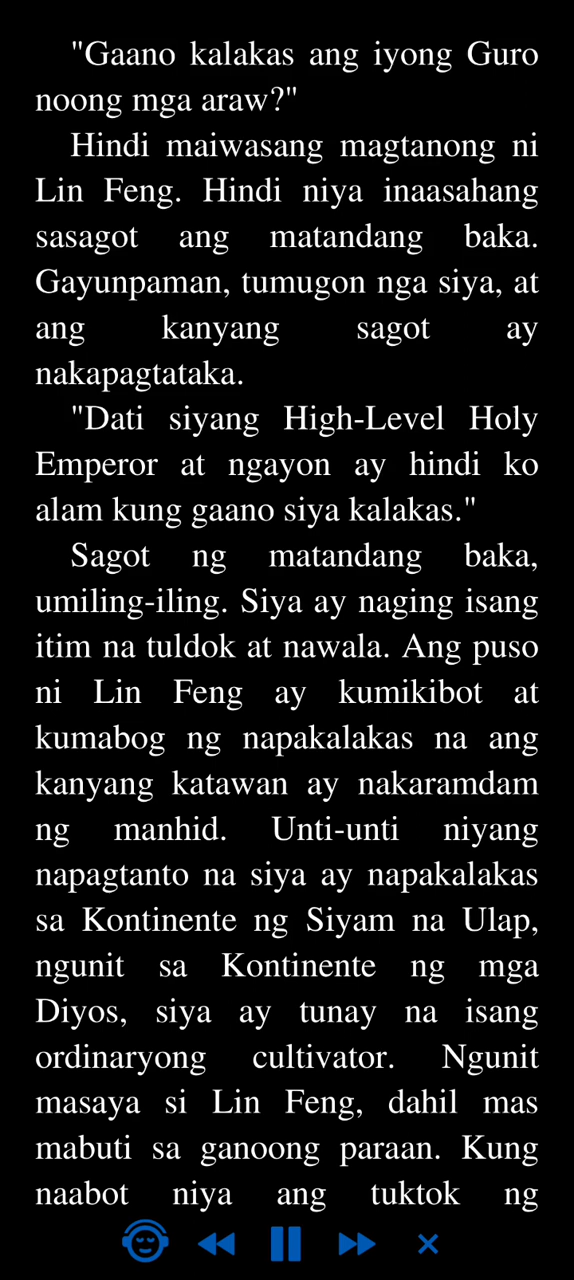 "Gaano kalakas ang iyong Guro
noong mga araw?"
Hindi maiwasang magtanong ni
Lin Feng. Hindi niya inaasahang
sasagot ang matandang baka.
Gayunpaman, tumugon nga siya, at
ang kanyang sagot ay
nakapagtataka.
"Dati siyang High-Level Holy
Emperor at ngayon ay hindi ko
alam kung gaano siya kalakas."
Sagot ng matandang baka,
umiling-iling. Siya ay naging isang
itim na tuldok at nawala. Ang puso
ni Lin Feng ay kumikibot at
kumabog ng napakalakas na ang
kanyang katawan ay nakaramdam
ng manhid. Unti-unti niyang
napagtanto na siya ay napakalakas
sa Kontinente ng Siyam na Ulap,
ngunit sa Kontinente ng mga
Diyos, siya ay tunay na isang
ordinaryong cultivator. Ngunit
masaya si Lin Feng, dahil mas
mabuti sa ganoong paraan. Kung
naabot niya ang tuktok ng